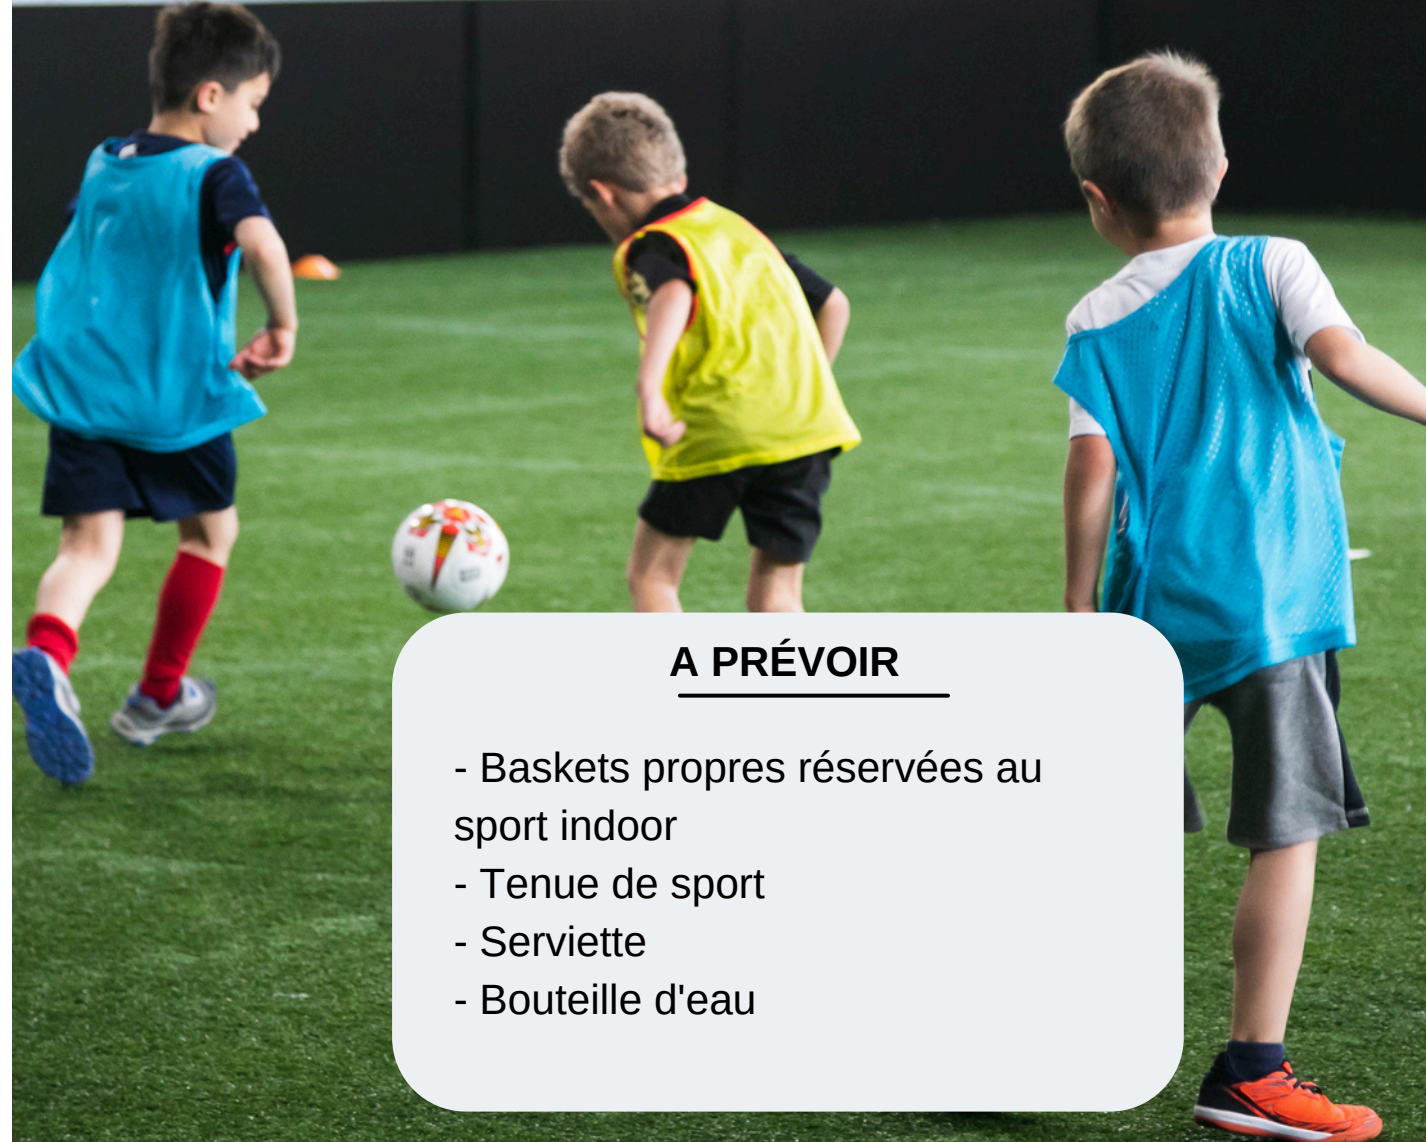 A PRÉVOIR
- Baskets propres réservées au
sport indoor
- Tenue de sport
- Serviette
- Bouteille d'eau